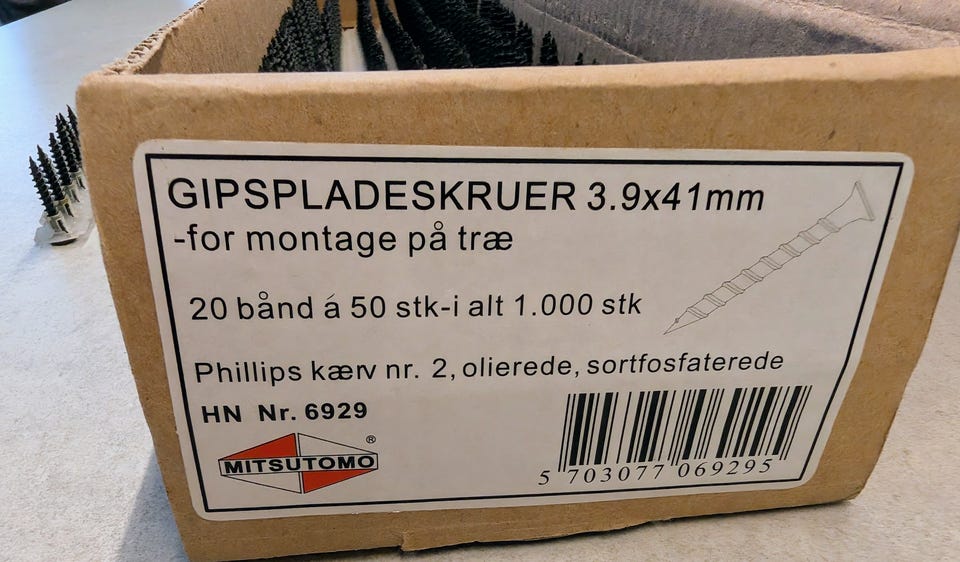 GIPSPLADESKRUER 3.9x41mm
-for montage på træ
20 bånd á 50 stk-i alt 1.000 stk
Phillips kærv nr. 2, olierede, sortfosfaterede
HN Nr. 6929
MITSUTOMO ®
5 703077 069295